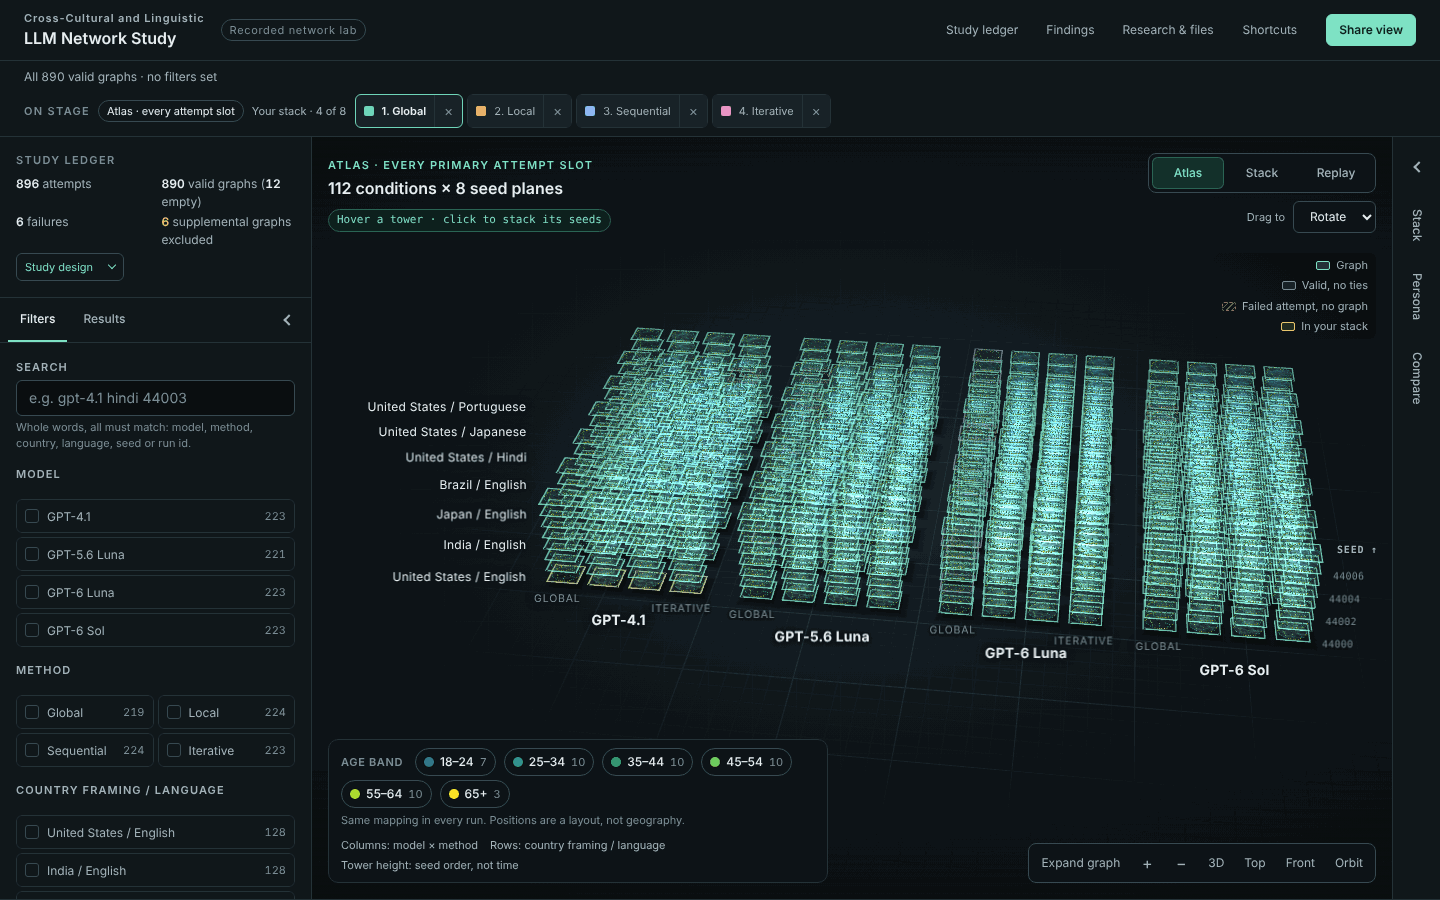 Cross-Cultural and Linguistic
LLM Network Study
Recorded network lab
Study ledger
Findings
Research & files
Shortcuts
Share view
All 890 valid graphs · no filters set
ON STAGE
Atlas · every attempt slot
Your stack · 4 of 8
1. Global ×
2. Local ×
3. Sequential ×
4. Iterative ×
STUDY LEDGER
896 attempts
890 valid graphs (12 empty)
6 failures
6 supplemental graphs excluded
Study design
Filters
Results
SEARCH
e.g. gpt-4.1 hindi 44003
Whole words, all must match: model, method,
country, language, seed or run id.
MODEL
GPT-4.1 223
GPT-5.6 Luna 221
GPT-6 Luna 223
GPT-6 Sol 223
METHOD
Global 219
Local 224
Sequential 224
Iterative 223
COUNTRY FRAMING / LANGUAGE
United States / English 128
India / English 128
ATLAS · EVERY PRIMARY ATTEMPT SLOT
112 conditions × 8 seed planes
Hover a tower · click to stack its seeds
Atlas
Stack
Replay
Drag to
Rotate
Graph
Valid, no ties
Failed attempt, no graph
In your stack
United States / Portuguese
United States / Japanese
United States / Hindi
Brazil / English
Japan / English
India / English
United States / English
GLOBAL
ITERATIVE
GPT-4.1
GLOBAL
GPT-5.6 Luna
GLOBAL
ITERATIVE
GPT-6 Luna
GLOBAL
GPT-6 Sol
SEED ↑
44006
44004
44002
44000
AGE BAND
18–24 7
25–34 10
35–44 10
45–54 10
55–64 10
65+ 3
Same mapping in every run. Positions are a layout, not geography.
Columns: model × method Rows: country framing / language
Tower height: seed order, not time
Expand graph
+
−
3D
Top
Front
Orbit
Stack
Persona
Compare